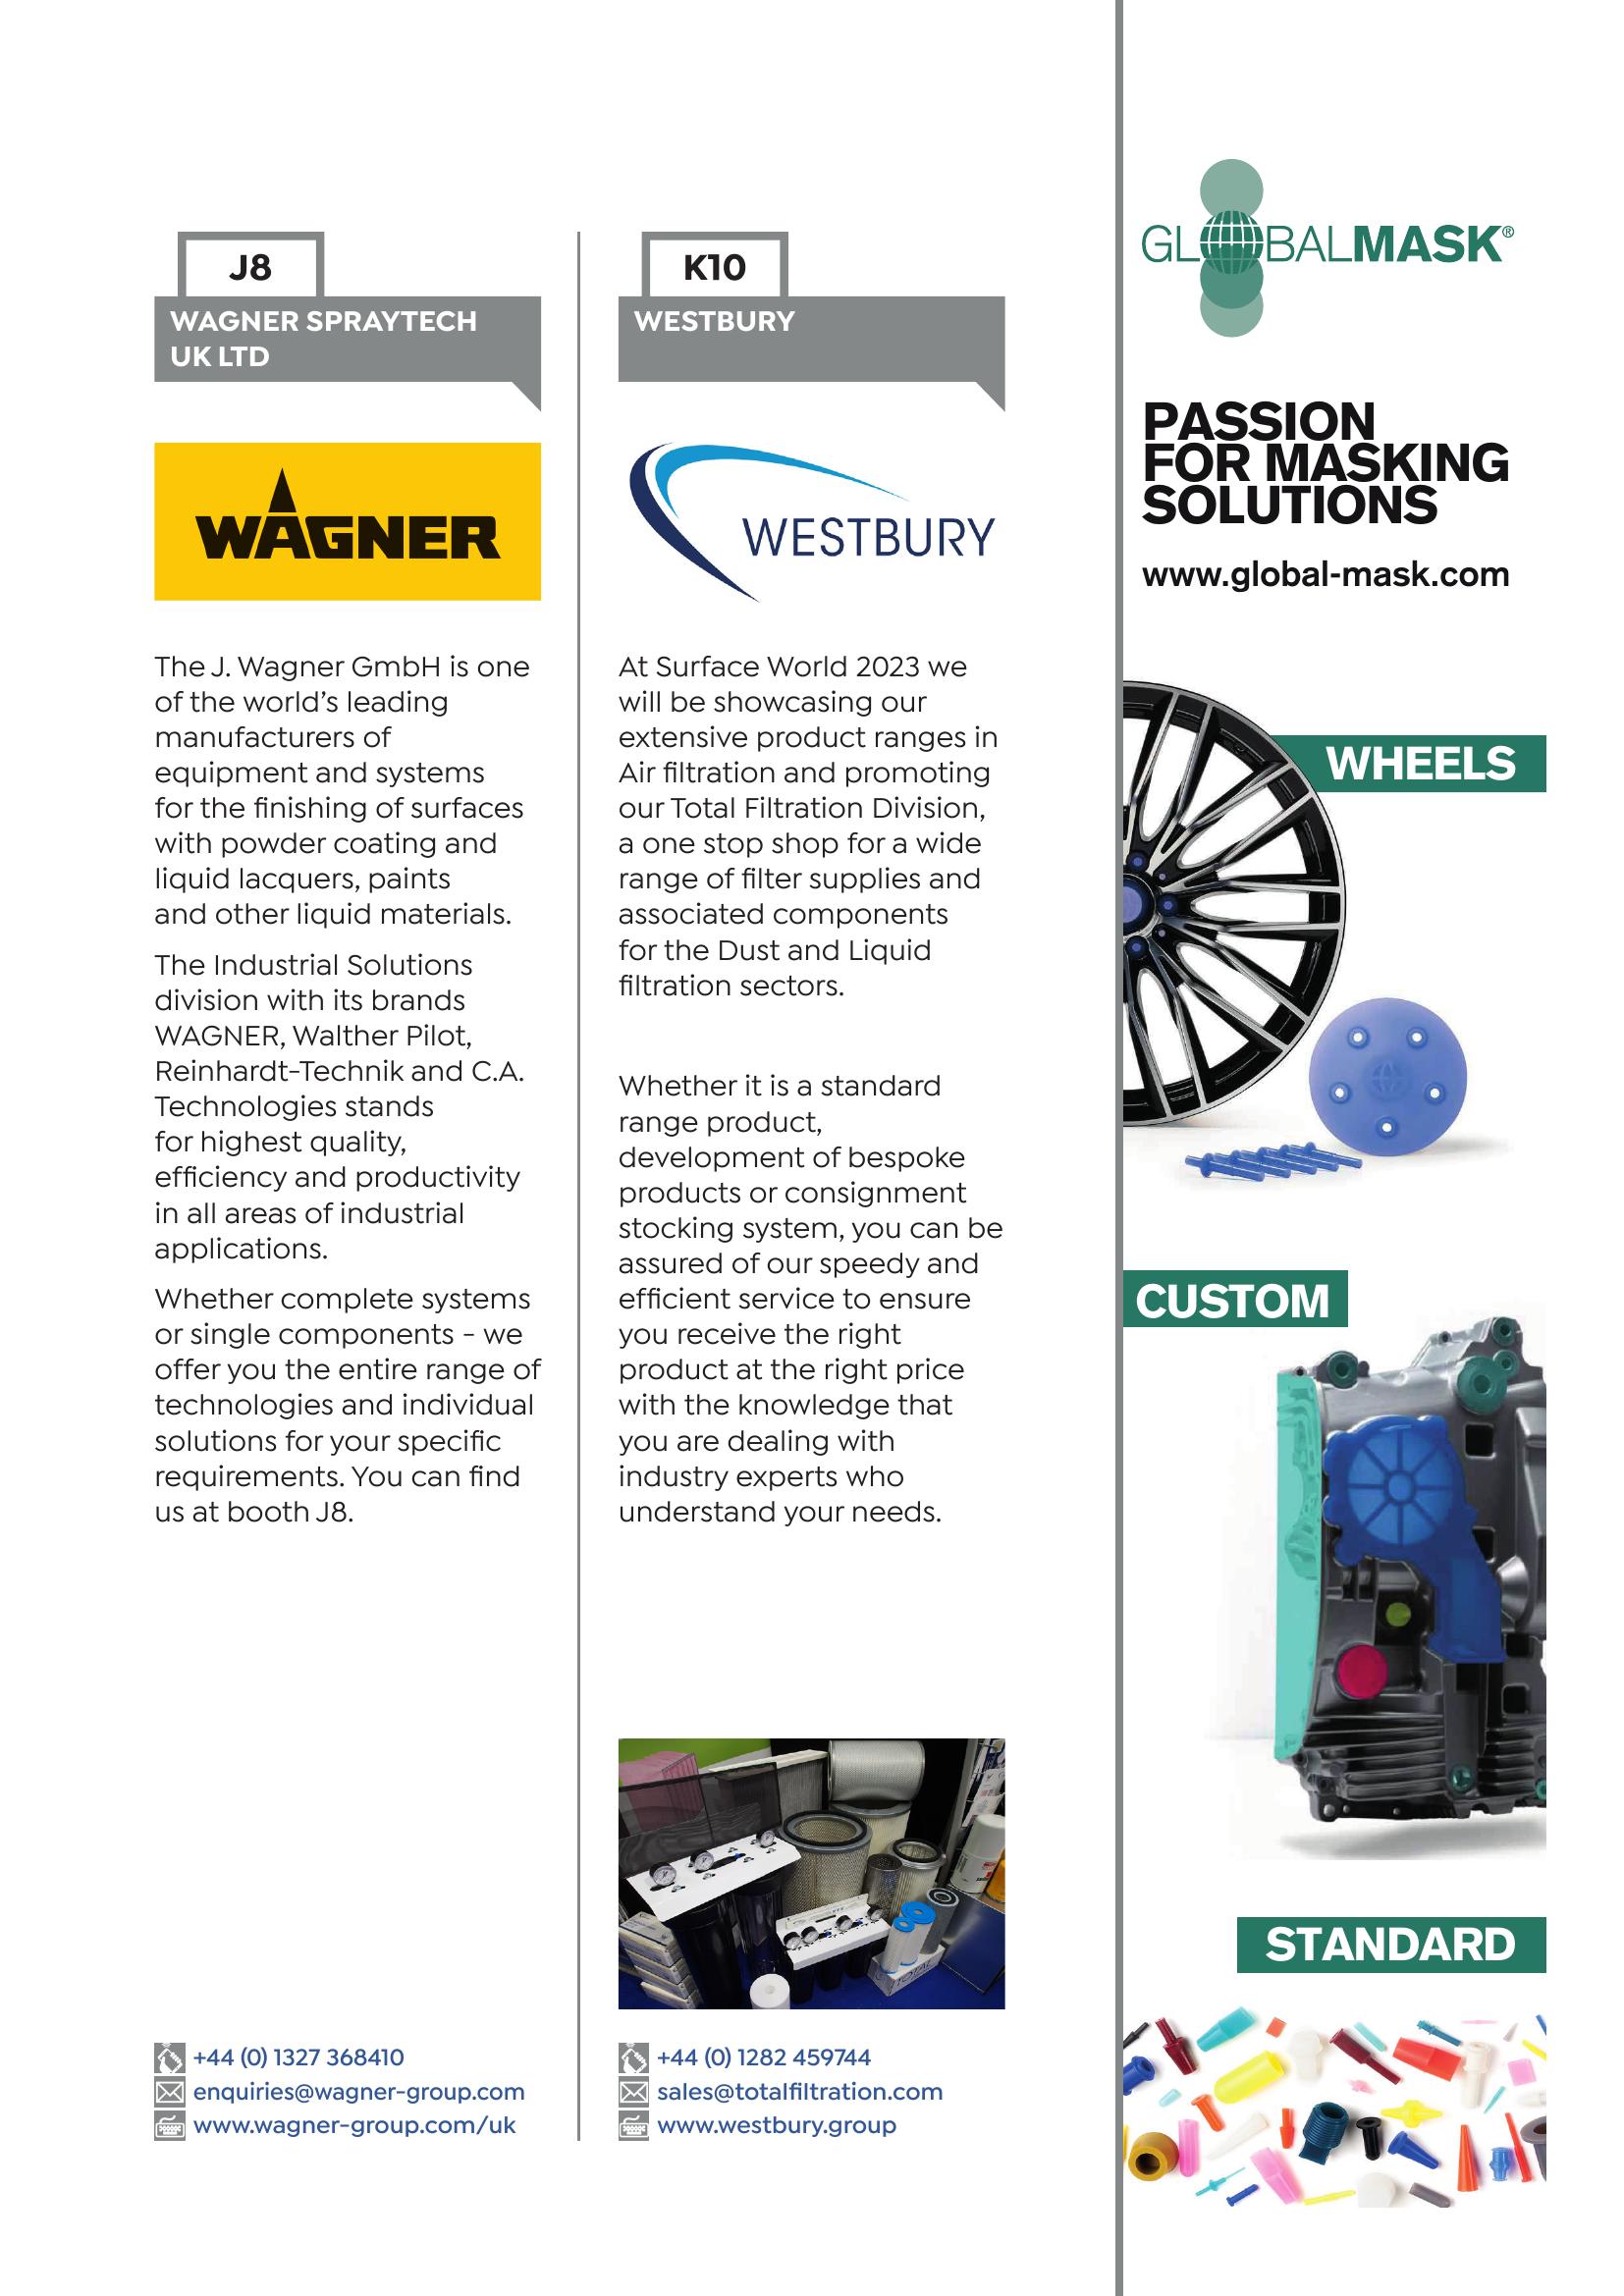 J8
WAGNER SPRAYTECH
UK LTD
WAGNER
The J. Wagner GmbH is one
of the world’s leading
manufacturers of
equipment and systems
for the finishing of surfaces
with powder coating and
liquid lacquers, paints
and other liquid materials.
The Industrial Solutions
division with its brands
WAGNER, Walther Pilot,
Reinhardt-Technik and C.A.
Technologies stands
for highest quality,
efficiency and productivity
in all areas of industrial
applications.
Whether complete systems
or single components - we
offer you the entire range of
technologies and individual
solutions for your specific
requirements. You can find
us at booth J8.
+44 (0) 1327 368410
enquiries@wagner-group.com
www.wagner-group.com/uk
K10
WESTBURY
WESTBURY
At Surface World 2023 we
will be showcasing our
extensive product ranges in
Air filtration and promoting
our Total Filtration Division,
a one stop shop for a wide
range of filter supplies and
associated components
for the Dust and Liquid
filtration sectors.
Whether it is a standard
range product,
development of bespoke
products or consignment
stocking system, you can be
assured of our speedy and
efficient service to ensure
you receive the right
product at the right price
with the knowledge that
you are dealing with
industry experts who
understand your needs.
TOTAL
+44 (0) 1282 459744
sales@totalfiltration.com
www.westbury.group
GLOBALMASK®
PASSION
FOR MASKING
SOLUTIONS
www.global-mask.com
WHEELS
CUSTOM
STANDARD